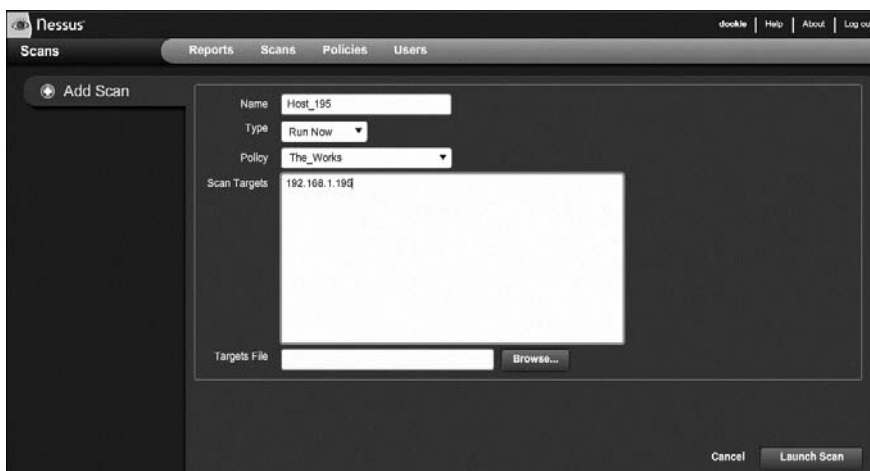 Nessus
dookie | Help | About | Log ou
Scans
Reports Scans Policies Users
Add Scan
Name Host_195
Type Run Now
Policy The_Works
Scan Targets 192.168.1.195
Targets File Browse...
Cancel Launch Scan